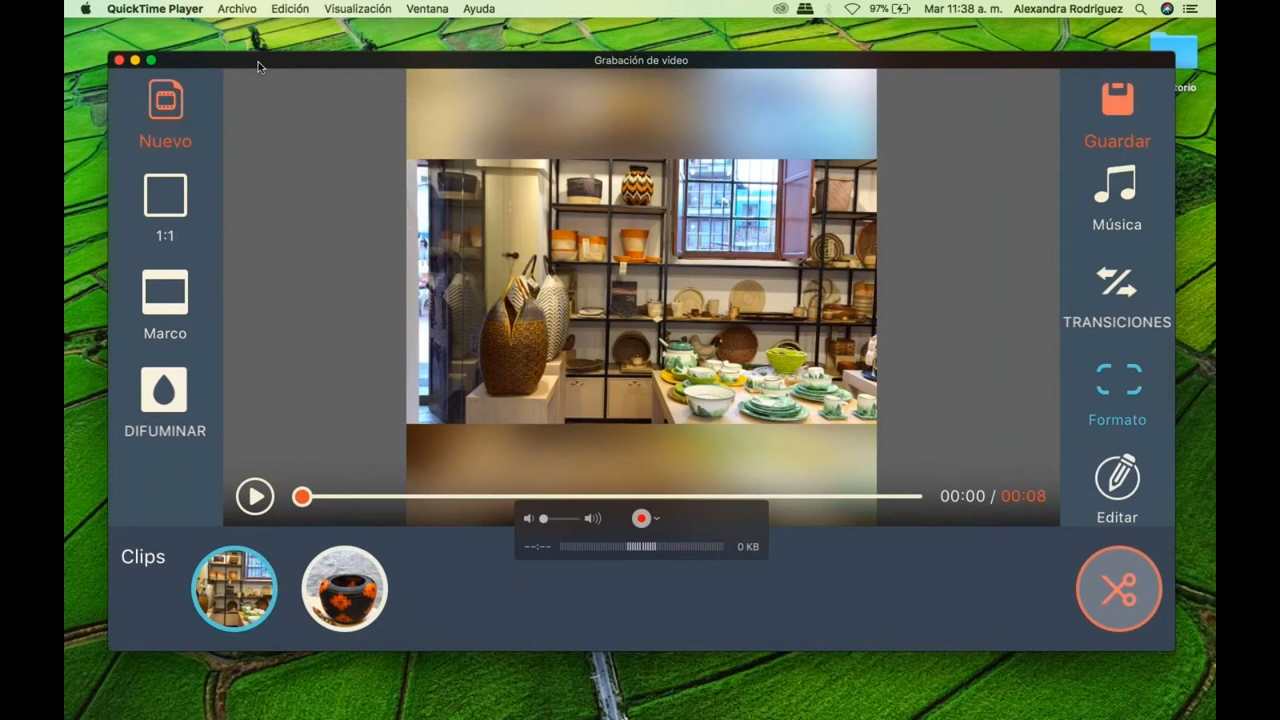 QuickTime Player Archivo Edición Visualización Ventana Ayuda 97% Mar 11:38 a. m. Alexandra Rodriguez
Grabación de video
torio
Nuevo
1:1
Marco
DIFUMINAR
Guardar
Música
TRANSICIONES
Formato
Editar
00:00 / 00:08
--:-- 0 KB
Clips